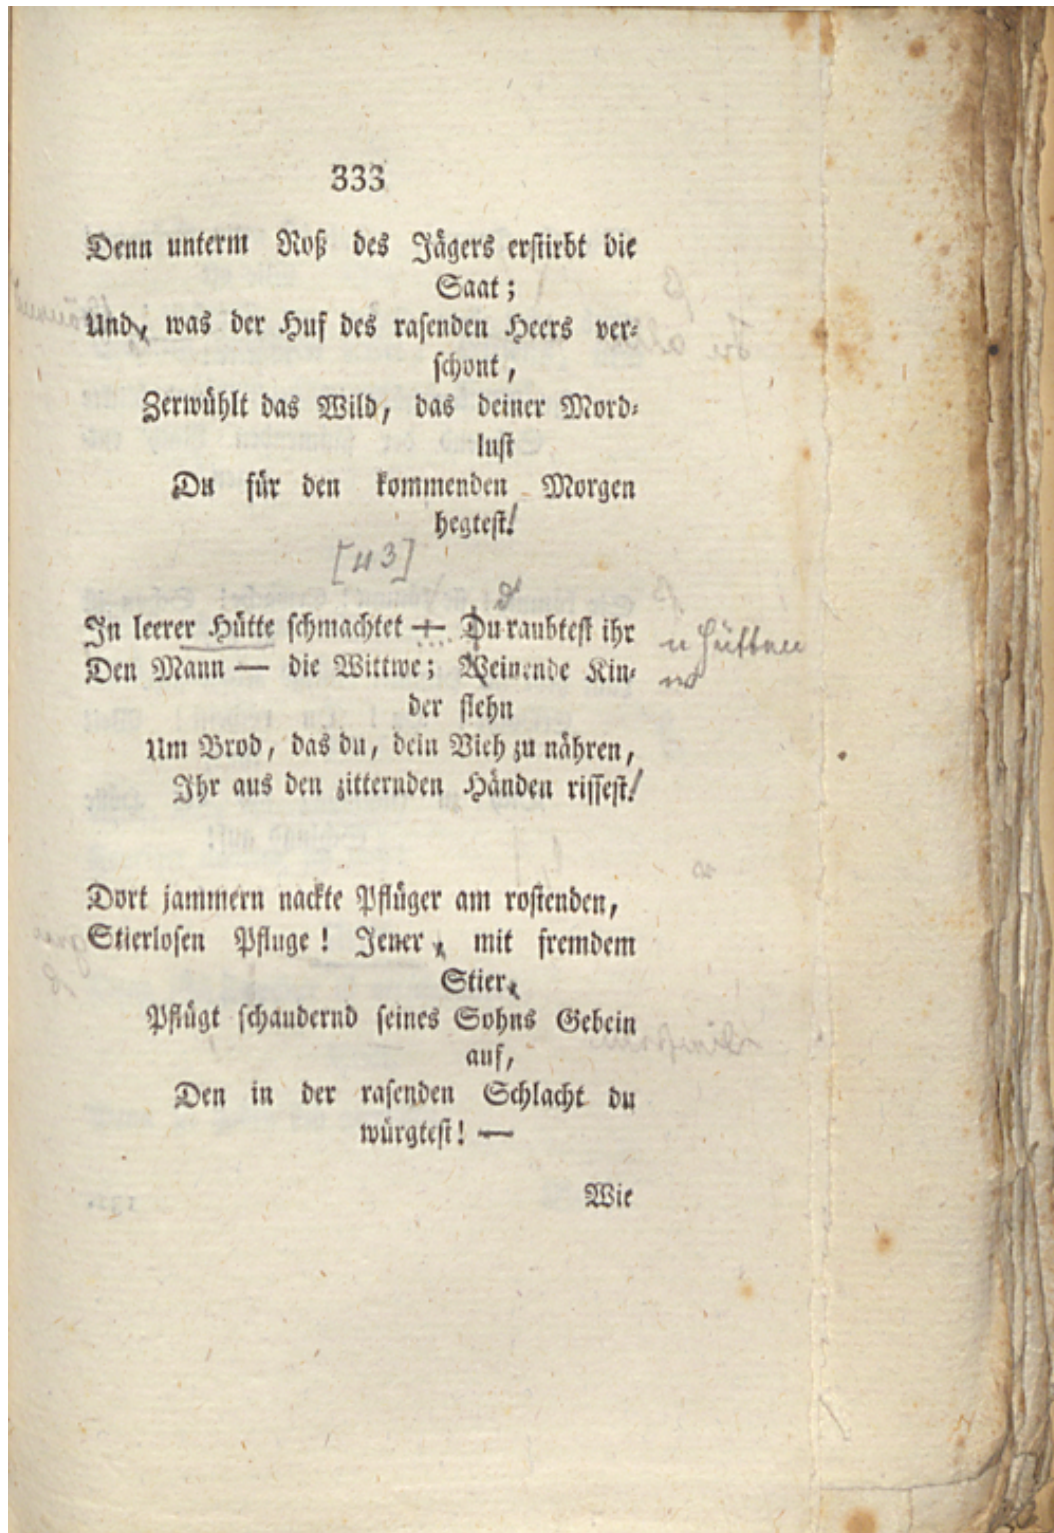 333
Denn unterm Roß des Jägers erstirbt die
Saat;
Und, was der Huf des rasenden Heers ver-
schont,
Zerwühlt das Wild, das deiner Mord-
lust
Du für den kommenden Morgen
hegtest!
[43]
d
In leerer Hütte schmachtet — Du raubtest ihr
n Hütten
Den Mann — die Wittwe; Weinende Kin-
w
der flehn
Um Brod, das du, dein Vieh zu nähren,
Ihr aus den zitternden Händen rissest!
Dort jammern nackte Pflüger am rostenden,
Stierlosen Pfluge! Jener, mit fremdem
Stier,
Pflügt schaudernd seines Sohns Gebein
auf,
Den in der rasenden Schlacht du
würgtest! —
Wie